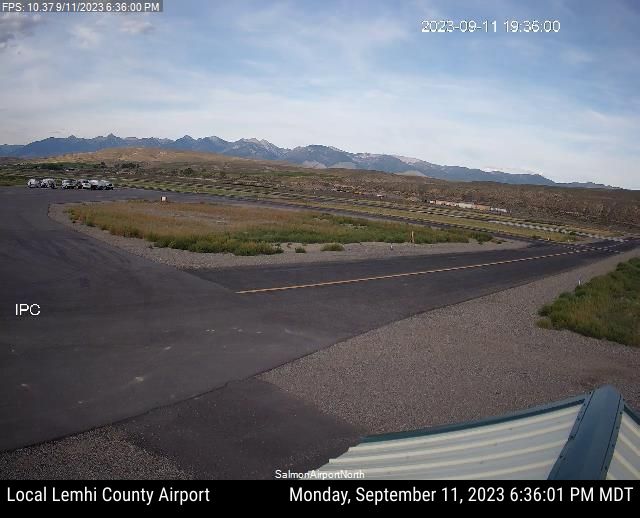 FPS: 10.37 9/11/2023 6:36:00 PM
2023-09-11 19:36:00
IPC
SalmonAirportNorth
Local Lemhi County Airport Monday, September 11, 2023 6:36:01 PM MDT